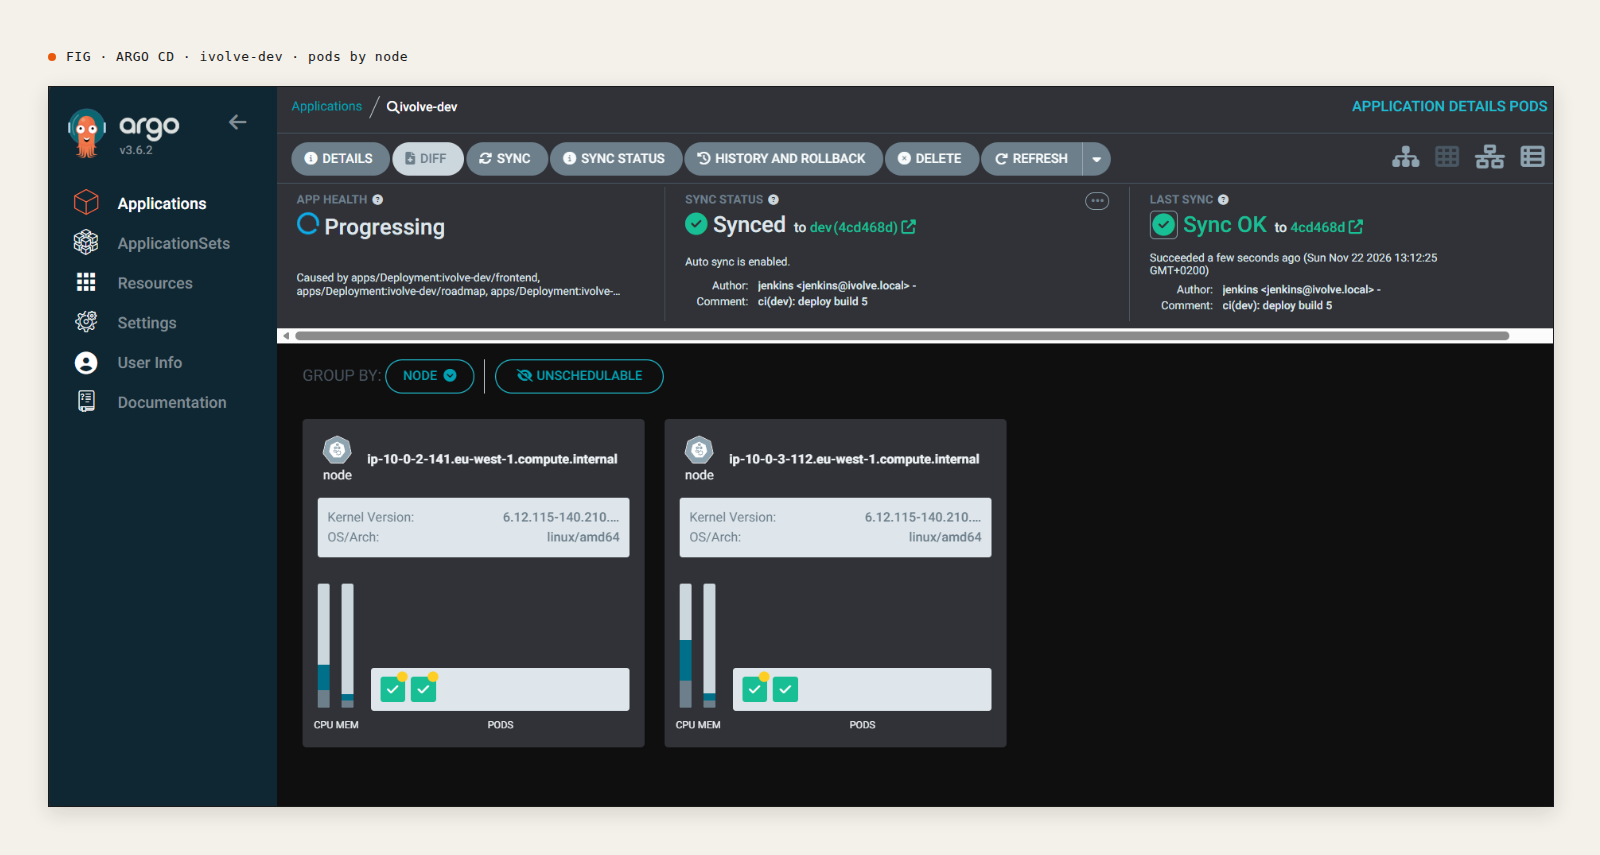 FIG · ARGO CD · ivolve-dev · pods by node
argo
v3.6.2
Applications
ApplicationSets
Resources
Settings
User Info
Documentation
Applications / ivolve-dev
APPLICATION DETAILS PODS
DETAILS DIFF SYNC SYNC STATUS HISTORY AND ROLLBACK DELETE REFRESH
APP HEALTH
Progressing
Caused by apps/Deployment:ivolve-dev/frontend,
apps/Deployment:ivolve-dev/roadmap, apps/Deployment:ivolve-...
SYNC STATUS
Synced to dev (4cd468d)
Auto sync is enabled.
Author: jenkins <jenkins@ivolve.local> -
Comment: ci(dev): deploy build 5
LAST SYNC
Sync OK to 4cd468d
Succeeded a few seconds ago (Sun Nov 22 2026 13:12:25
GMT+0200)
Author: jenkins <jenkins@ivolve.local> -
Comment: ci(dev): deploy build 5
GROUP BY: NODE UNSCHEDULABLE
node
ip-10-0-2-141.eu-west-1.compute.internal
Kernel Version: 6.12.115-140.210....
OS/Arch: linux/amd64
CPU MEM PODS
node
ip-10-0-3-112.eu-west-1.compute.internal
Kernel Version: 6.12.115-140.210....
OS/Arch: linux/amd64
CPU MEM PODS